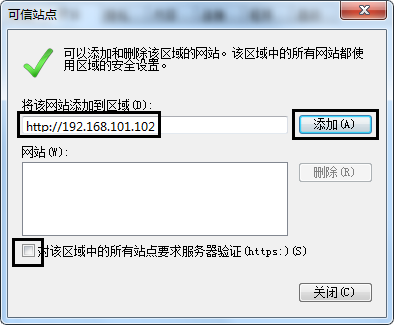 可信站点
可以添加和删除该区域的网站。该区域中的所有网站都使
用区域的安全设置。
将该网站添加到区域(D):
http://192.168.101.102
添加(A)
网站(W):
删除(R)
对该区域中的所有站点要求服务器验证(https:)(S)
关闭(C)